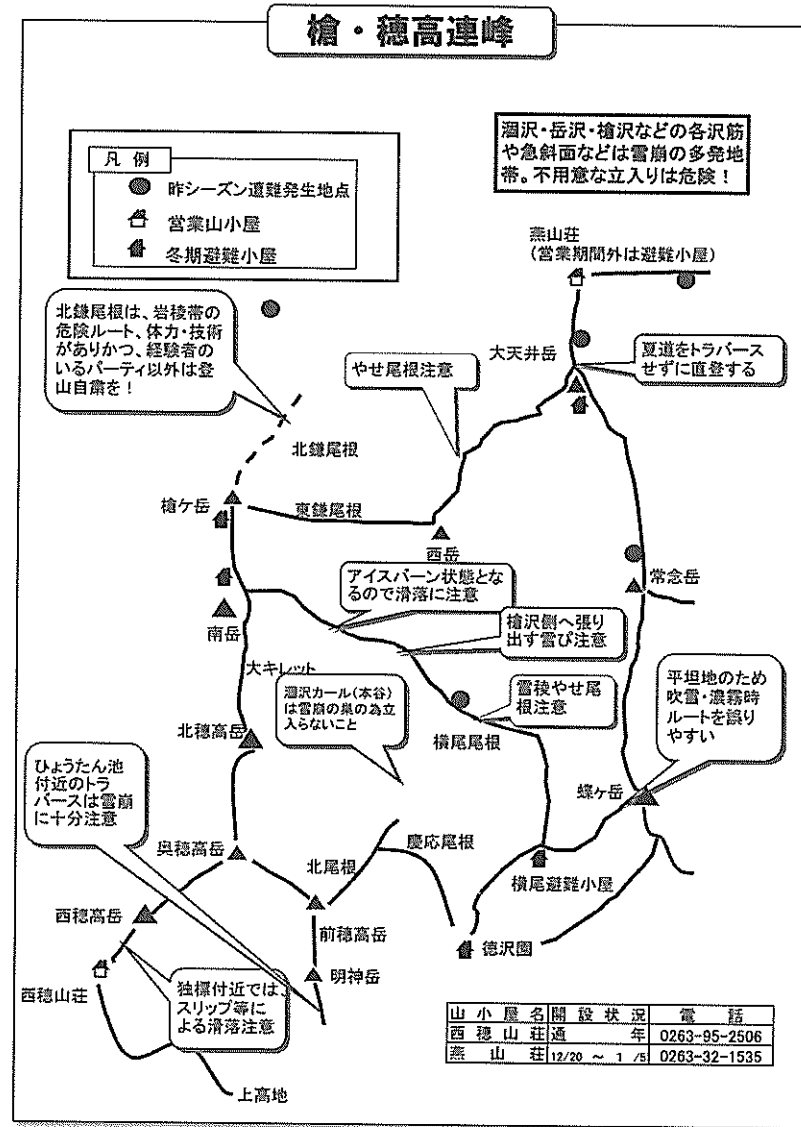 槍・穂高連峰
涸沢・岳沢・槍沢などの各沢筋
や急斜面などは雪崩の多発地
帯。不用意な立入りは危険！
凡 例
昨シーズン遭難発生地点
営業山小屋
冬期避難小屋
燕山荘
（営業期間外は避難小屋）
北鎌尾根は、岩稜帯の
危険ルート、体力・技術
がありかつ、経験者の
いるパーティ以外は登
山自粛を！
大天井岳
夏道をトラバース
せずに直登する
やせ尾根注意
北鎌尾根
槍ケ岳
東鎌尾根
西岳
アイスバーン状態とな
るので滑落に注意
常念岳
槍沢側へ張り
出す雪ぴ注意
南岳
大キレット
涸沢カール（本谷）
は雪崩の巣の為立
入らないこと
雪稜やせ尾
根注意
平坦地のため
吹雪・濃霧時
ルートを誤り
やすい
北穂高岳
横尾尾根
ひょうたん池
付近のトラ
バースは雪崩
に十分注意
蝶ヶ岳
奥穂高岳
北尾根
慶応尾根
横尾避難小屋
西穂高岳
前穂高岳
徳沢園
西穂山荘
明神岳
独標付近では、
スリップ等に
よる滑落注意
上高地
山小屋名 開設状況 電話
西穂山荘 通年 0263-95-2506
燕山荘 12/20 ～ 1 /5 0263-32-1535